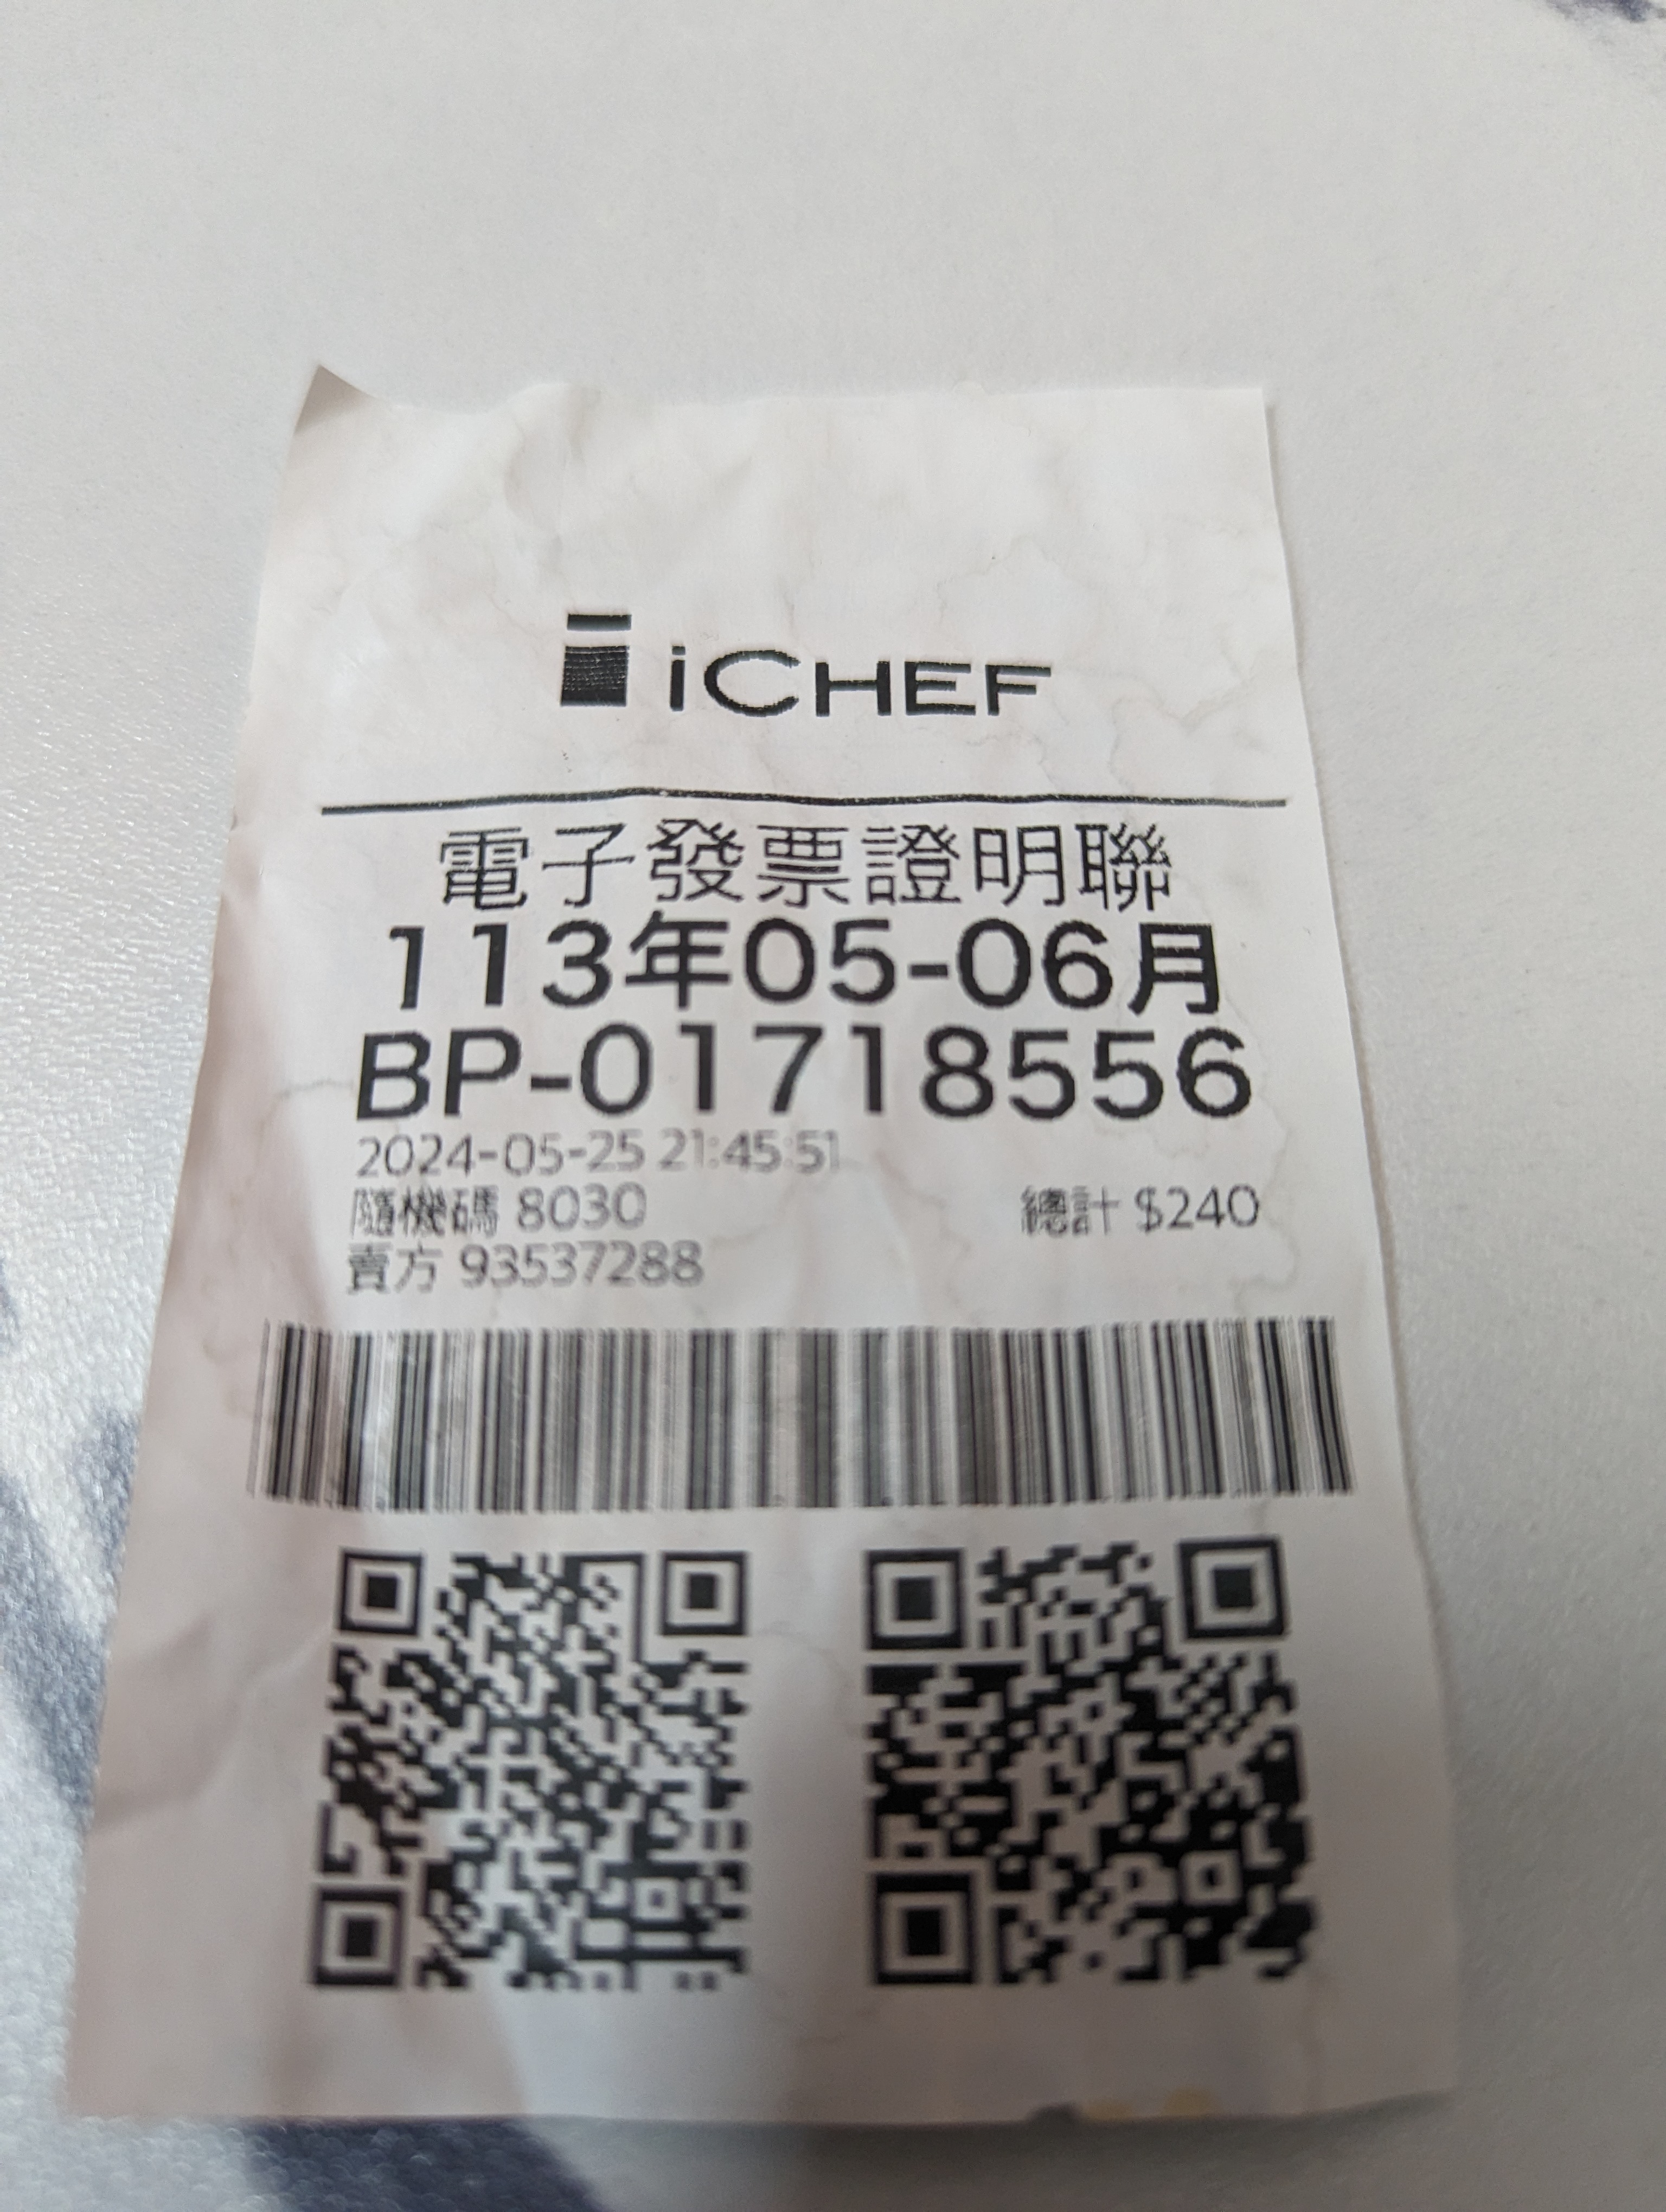 iCHEF
電子發票證明聯
113年05-06月
BP-01718556
2024-05-25 21:45:51
隨機碼 8030 總計 $240
賣方 93537288